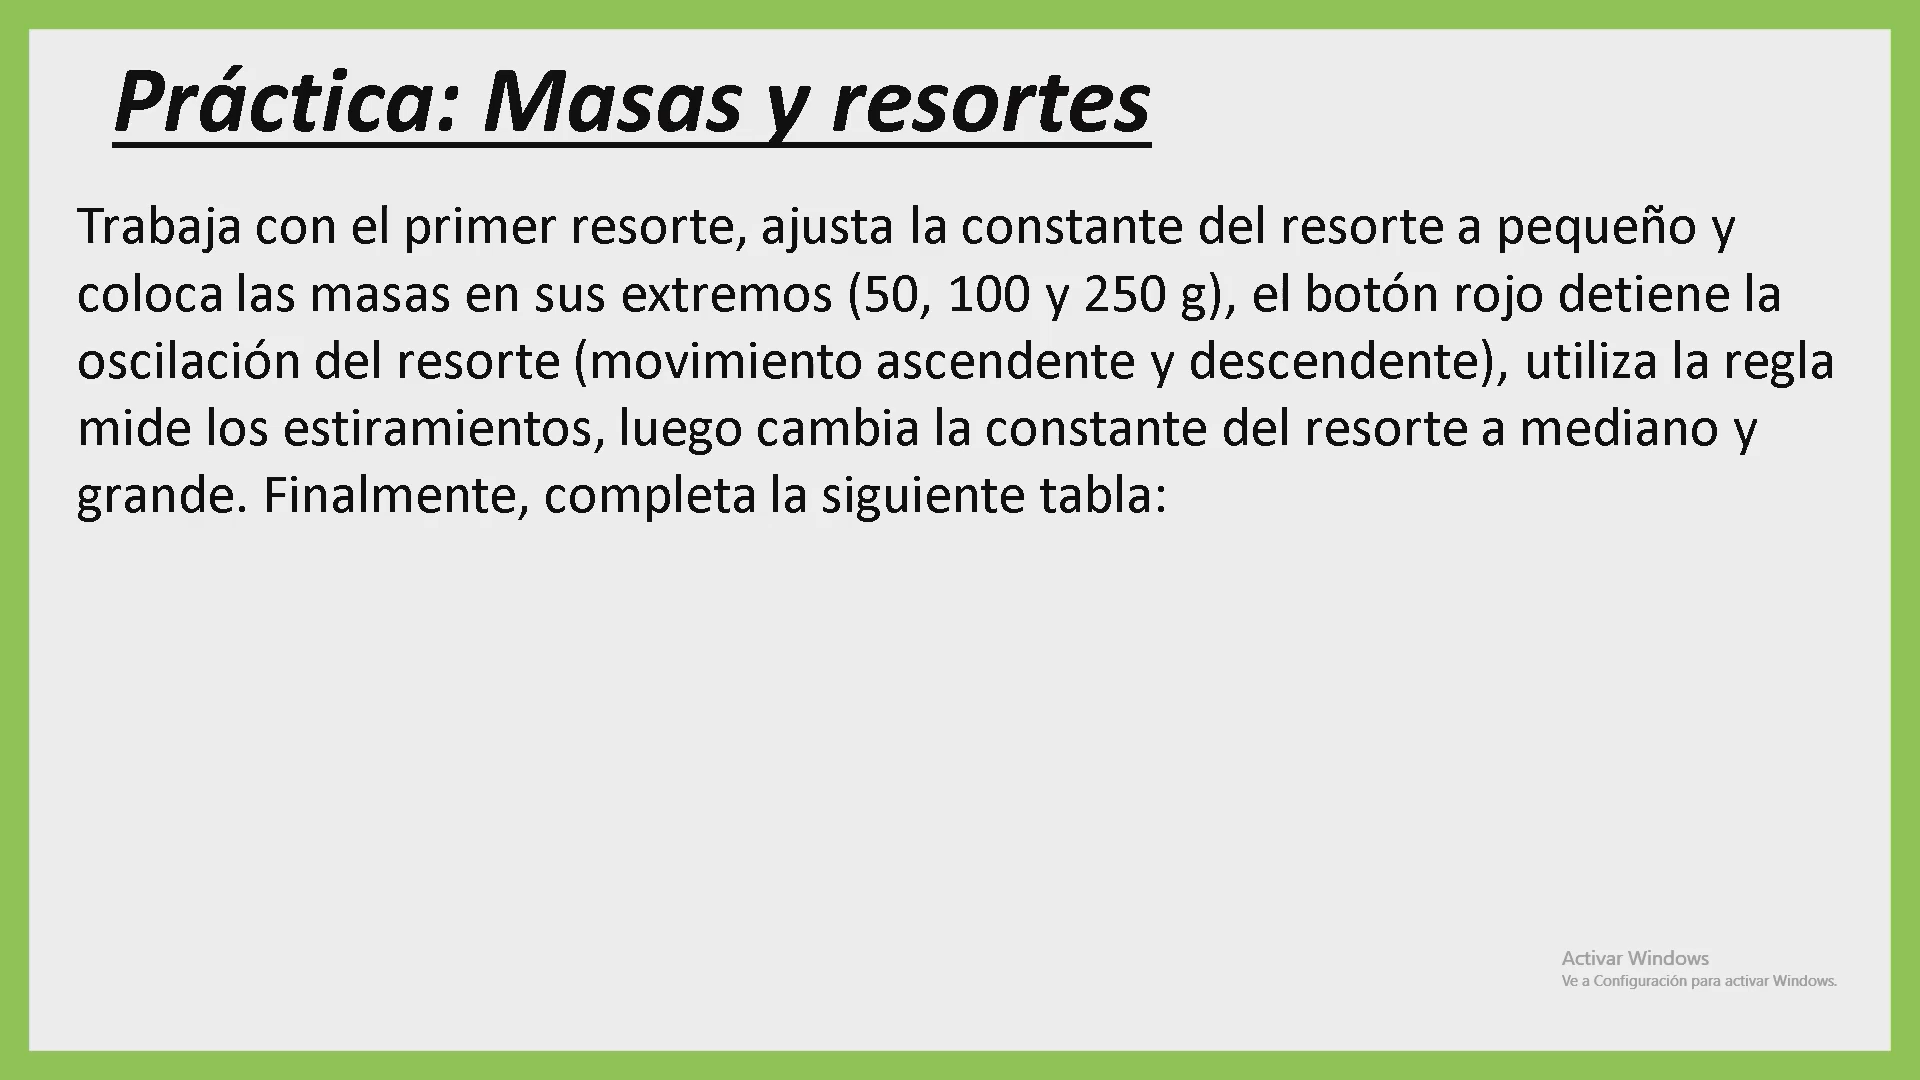 Práctica: Masas y resortes
Trabaja con el primer resorte, ajusta la constante del resorte a pequeño y
coloca las masas en sus extremos (50, 100 y 250 g), el botón rojo detiene la
oscilación del resorte (movimiento ascendente y descendente), utiliza la regla
mide los estiramientos, luego cambia la constante del resorte a mediano y
grande. Finalmente, completa la siguiente tabla:
Activar Windows
Ve a Configuración para activar Windows.